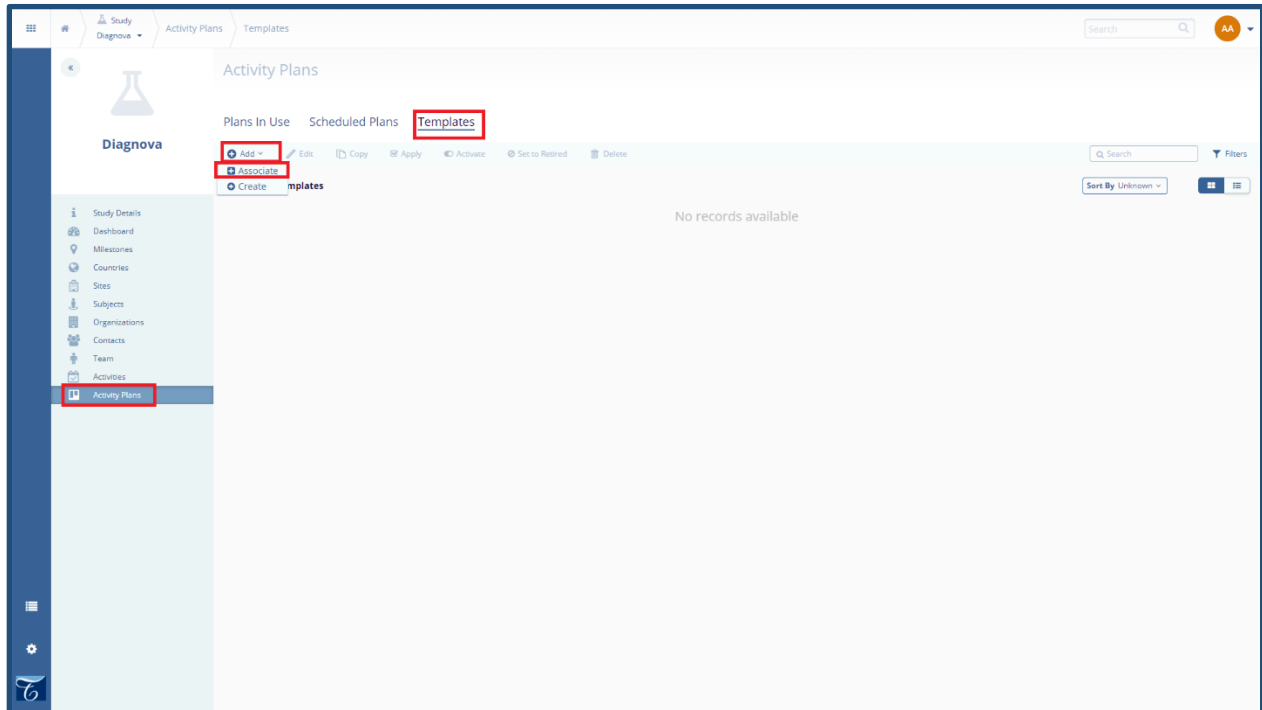 Study
Diagnova
Activity Plans
Templates
Search
AA
Diagnova
Study Details
Dashboard
Milestones
Countries
Sites
Subjects
Organizations
Contacts
Team
Activities
Activity Plans
Activity Plans
Plans In Use Scheduled Plans Templates
Add Edit Copy Apply Activate Set to Retired Delete Search Filters
Associate
Create mplates Sort By Unknown
No records available